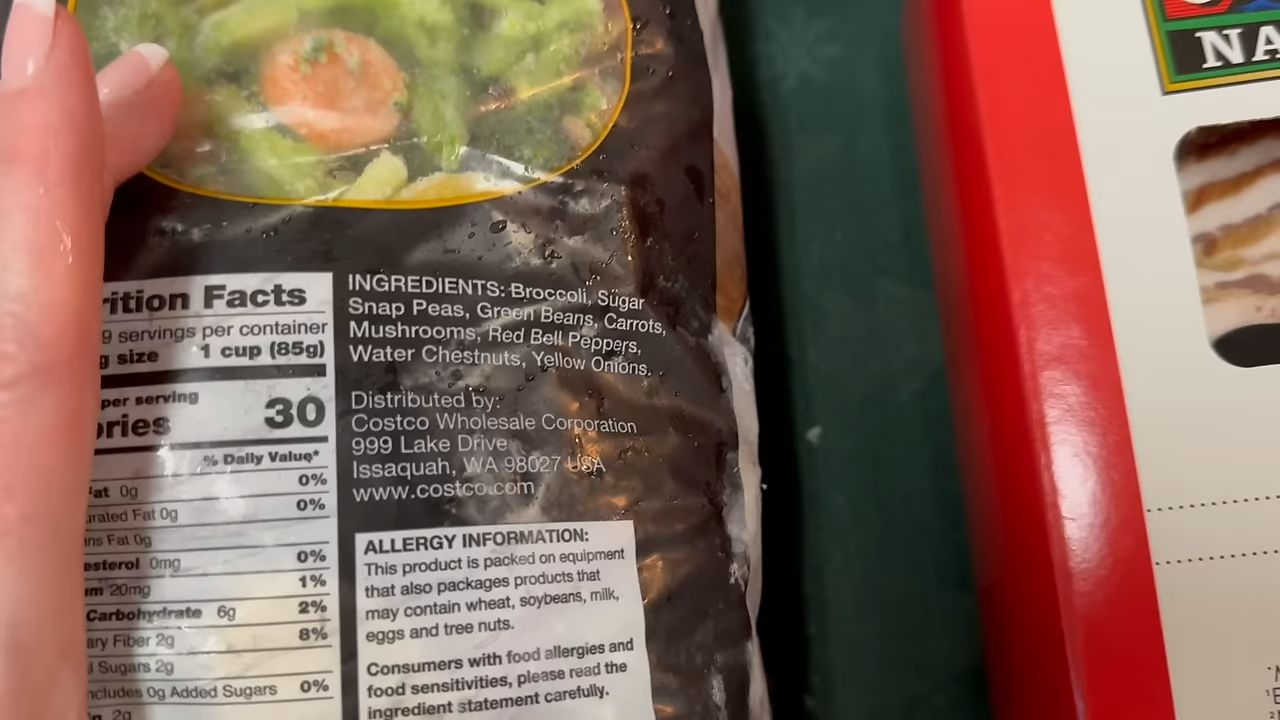 rition Facts
9 servings per container
g size 1 cup (85g)
per serving
ories 30
% Daily Value*
Fat 0g 0%
urated Fat 0g 0%
ans Fat 0g
esterol 0mg 0%
um 20mg 1%
Carbohydrate 6g 2%
ary Fiber 2g 8%
l Sugars 2g
ncludes 0g Added Sugars 0%
2g
INGREDIENTS: Broccoli, Sugar
Snap Peas, Green Beans, Carrots,
Mushrooms, Red Bell Peppers,
Water Chestnuts, Yellow Onions.
Distributed by:
Costco Wholesale Corporation
999 Lake Drive
Issaquah, WA 98027 USA
www.costco.com
ALLERGY INFORMATION:
This product is packed on equipment
that also packages products that
may contain wheat, soybeans, milk,
eggs and tree nuts.
Consumers with food allergies and
food sensitivities, please read the
ingredient statement carefully.
NA